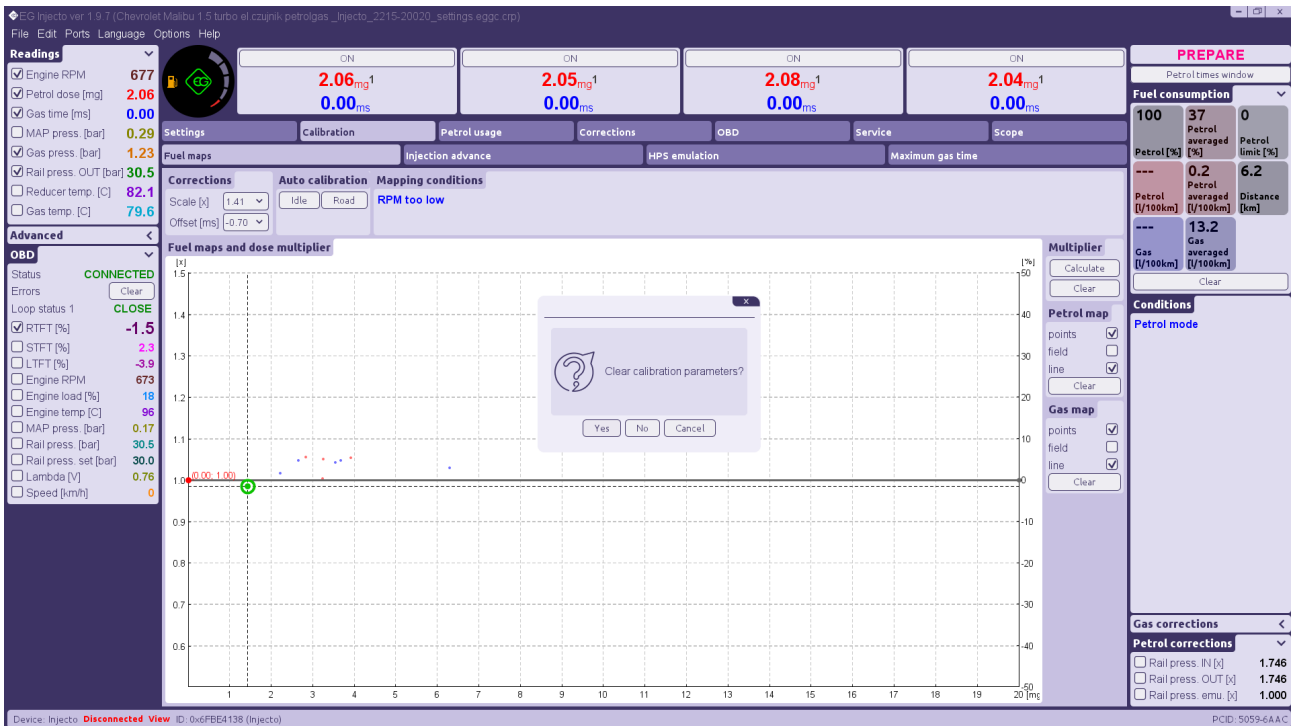 EG Injecto ver 1.9.7 (Chevrolet Malibu 1.5 turbo el.czujnik petrolgas _Injecto_2215-20020_settings.eggc.crp)
File Edit Ports Language Options Help
Readings
Engine RPM 677
Petrol dose [mg] 2.06
Gas time [ms] 0.00
MAP press. [bar] 0.29
Gas press. [bar] 1.23
Rail press. OUT [bar] 30.5
Reducer temp. [C] 82.1
Gas temp. [C] 79.6
Advanced
OBD
Status CONNECTED
Errors Clear
Loop status 1 CLOSE
RTFT [%] -1.5
STFT [%] 2.3
LTFT [%] -3.9
Engine RPM 673
Engine load [%] 18
Engine temp [C] 96
MAP press. [bar] 0.17
Rail press. [bar] 30.5
Rail press. set [bar] 30.0
Lambda [V] 0.76
Speed [km/h] 0
EG
ON ON ON ON
2.06mg1 2.05mg1 2.08mg1 2.04mg1
0.00ms 0.00ms 0.00ms 0.00ms
Settings Calibration Petrol usage Corrections OBD Service Scope
Fuel maps Injection advance HPS emulation Maximum gas time
Corrections
Scale [x] 1.41
Offset [ms] -0.70
Auto calibration
Idle Road
Mapping conditions
RPM too low
Fuel maps and dose multiplier
[x] [%]
1.5 50
1.4 40
1.3 30
1.2 20
1.1 10
1.0 (0.00; 1.00) 0
0.9 -10
0.8 -20
0.7 -30
0.6 -40
-50
1 2 3 4 5 6 7 8 9 10 11 12 13 14 15 16 17 18 19 20 [mg
x
Clear calibration parameters?
Yes No Cancel
Multiplier
Calculate
Clear
Petrol map
points
field
line
Clear
Gas map
points
field
line
Clear
PREPARE
Petrol times window
Fuel consumption
100 Petrol [%]
37 Petrol averaged [%]
0 Petrol limit [%]
--- Petrol [l/100km]
0.2 Petrol averaged [l/100km]
6.2 Distance [km]
--- Gas [l/100km]
13.2 Gas averaged [l/100km]
Clear
Conditions
Petrol mode
Gas corrections
Petrol corrections
Rail press. IN [x] 1.746
Rail press. OUT [x] 1.746
Rail press. emu. [x] 1.000
Device: Injecto Disconnected View ID: 0x6FBE4138 (Injecto)
PCID: 5059-6AAC